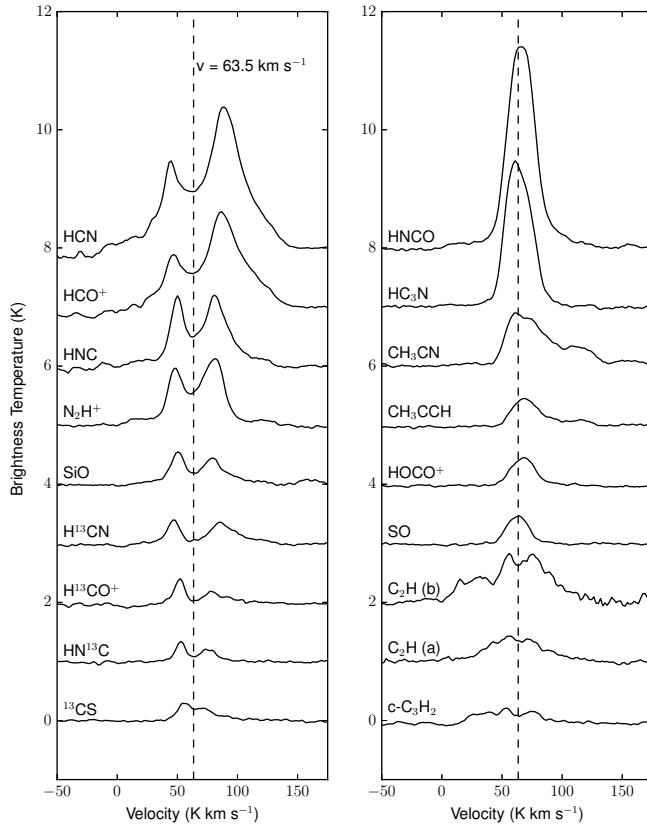 12
10
8
6
4
2
0
Brightness Temperature (K)
v = 63.5 km s⁻¹
HCN
HCO⁺
HNC
N₂H⁺
SiO
H¹³CN
H¹³CO⁺
HN¹³C
¹³CS
−50 0 50 100 150
Velocity (K km s⁻¹)
12
10
8
6
4
2
0
HNCO
HC₃N
CH₃CN
CH₃CCH
HOCO⁺
SO
C₂H (b)
C₂H (a)
c-C₃H₂
−50 0 50 100 150
Velocity (K km s⁻¹)